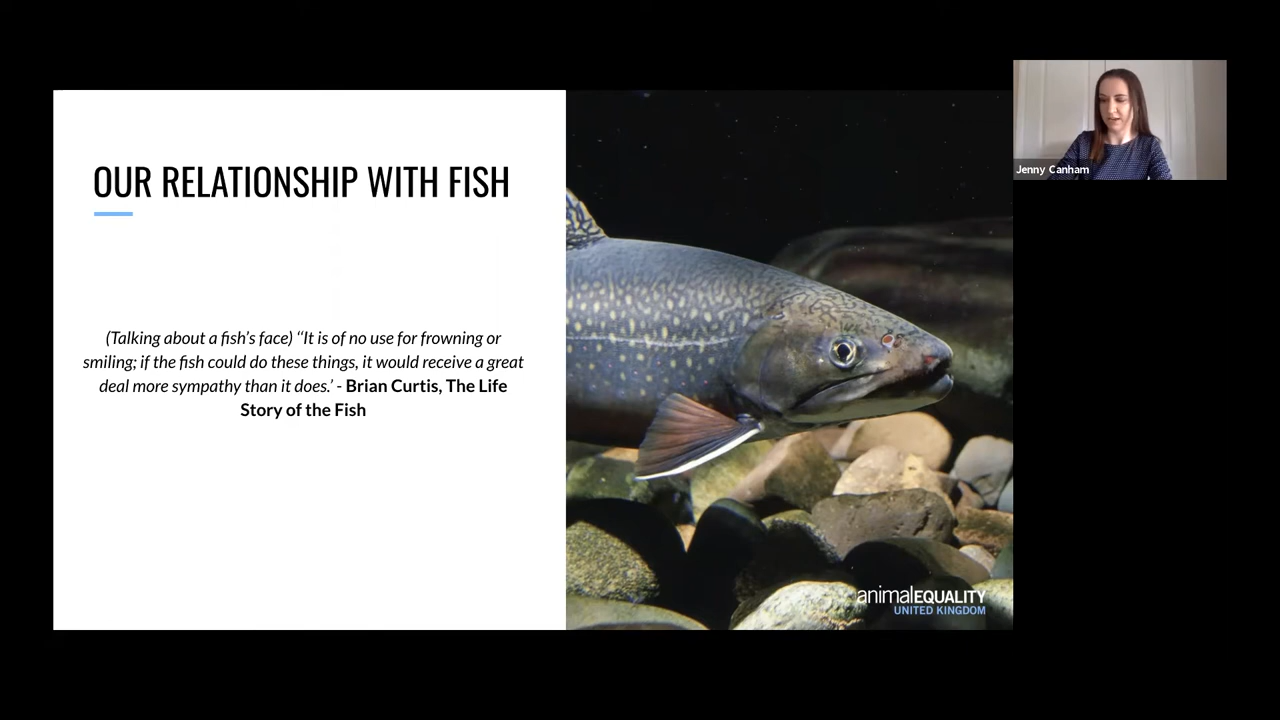 OUR RELATIONSHIP WITH FISH
(Talking about a fish's face) “It is of no use for frowning or
smiling; if the fish could do these things, it would receive a great
deal more sympathy than it does.’ - Brian Curtis, The Life
Story of the Fish
animalEQUALITY
UNITED KINGDOM
Jenny Canham